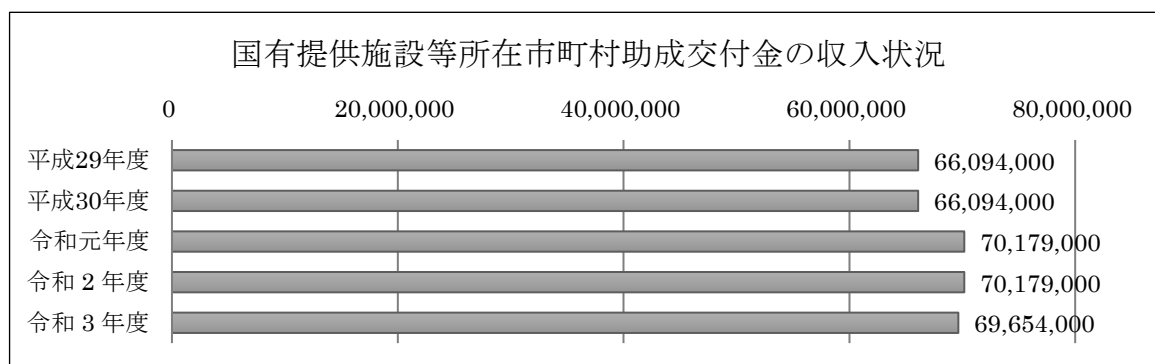 国有提供施設等所在市町村助成交付金の収入状況
0 20,000,000 40,000,000 60,000,000 80,000,000
平成29年度 66,094,000
平成30年度 66,094,000
令和元年度 70,179,000
令和２年度 70,179,000
令和３年度 69,654,000